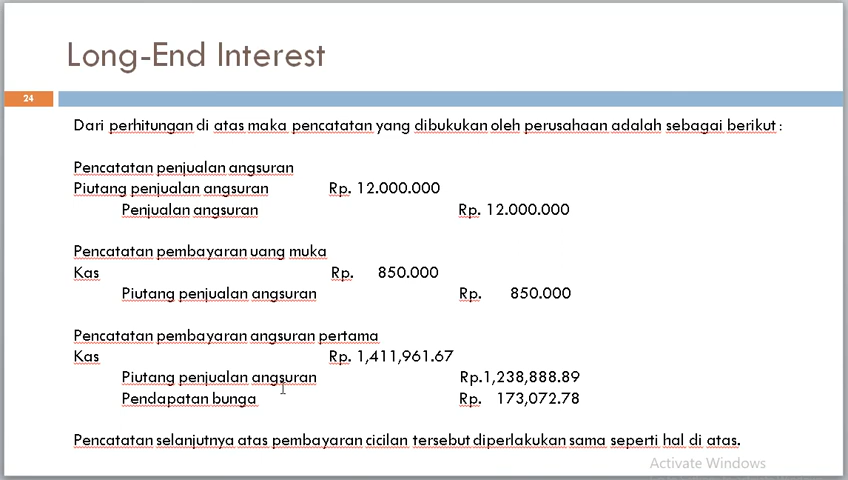 Long-End Interest
24
Dari perhitungan di atas maka pencatatan yang dibukukan oleh perusahaan adalah sebagai berikut :
Pencatatan penjualan angsuran
Piutang penjualan angsuran Rp. 12.000.000
Penjualan angsuran Rp. 12.000.000
Pencatatan pembayaran uang muka
Kas Rp. 850.000
Piutang penjualan angsuran Rp. 850.000
Pencatatan pembayaran angsuran pertama
Kas Rp. 1,411,961.67
Piutang penjualan angsuran Rp.1,238,888.89
Pendapatan bunga Rp. 173,072.78
Pencatatan selanjutnya atas pembayaran cicilan tersebut diperlakukan sama seperti hal di atas.
Activate Windows